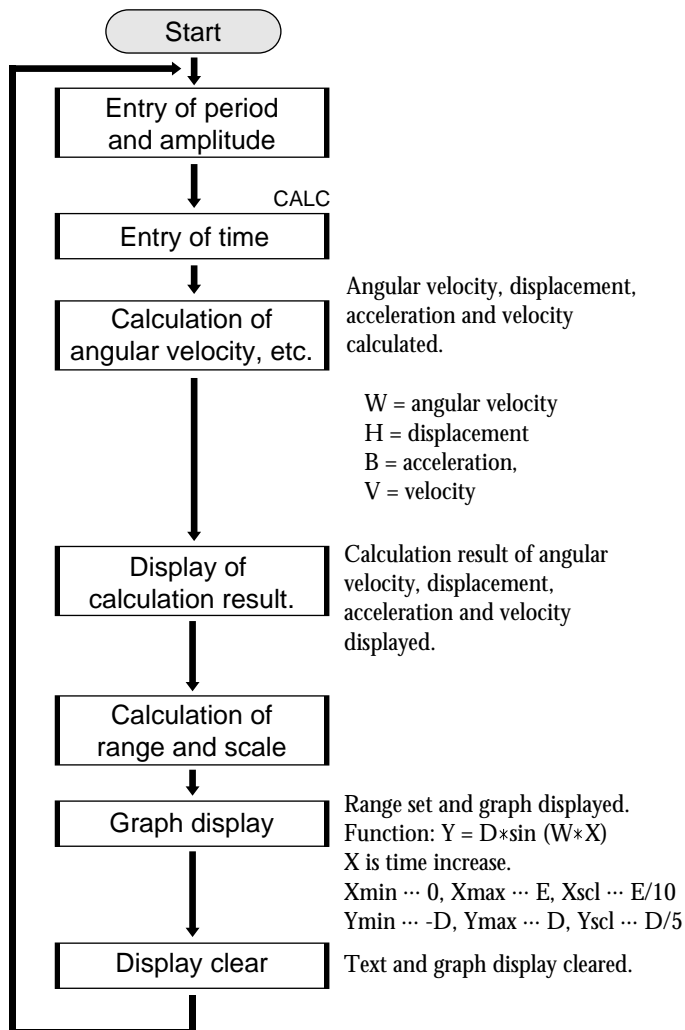 Start
Entry of period
and amplitude
CALC
Entry of time
Calculation of
angular velocity, etc.
Angular velocity, displacement,
acceleration and velocity
calculated.
W = angular velocity
H = displacement
B = acceleration,
V = velocity
Display of
calculation result.
Calculation result of angular
velocity, displacement,
acceleration and velocity
displayed.
Calculation of
range and scale
Graph display
Range set and graph displayed.
Function: Y = D*sin (W*X)
X is time increase.
Xmin ··· 0, Xmax ··· E, Xscl ··· E/10
Ymin ··· -D, Ymax ··· D, Yscl ··· D/5
Display clear
Text and graph display cleared.